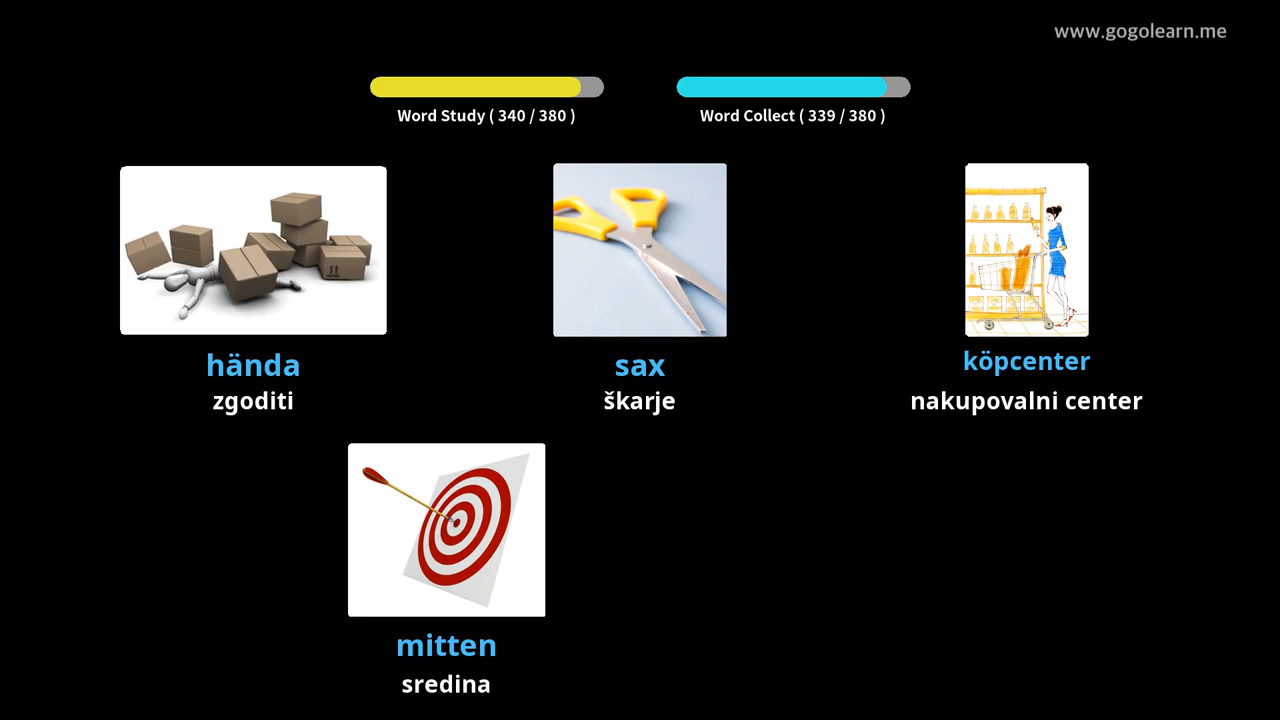 www.gogolearn.me
Word Study ( 340 / 380 )
Word Collect ( 339 / 380 )
hända
sax
köpcenter
zgoditi
škarje
nakupovalni center
mitten
sredina